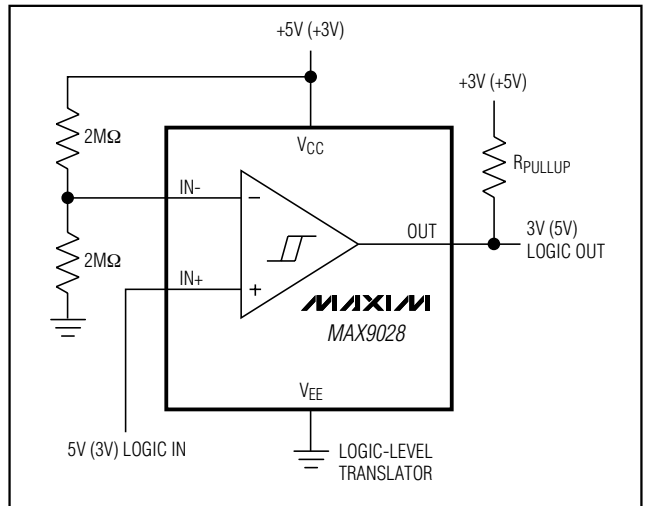 +5V (+3V)
+3V (+5V)
2MΩ
VCC
RPULLUP
IN-
−
OUT
3V (5V)
LOGIC OUT
2MΩ
IN+
+
MAXIM
MAX9028
VEE
5V (3V) LOGIC IN
LOGIC-LEVEL
TRANSLATOR